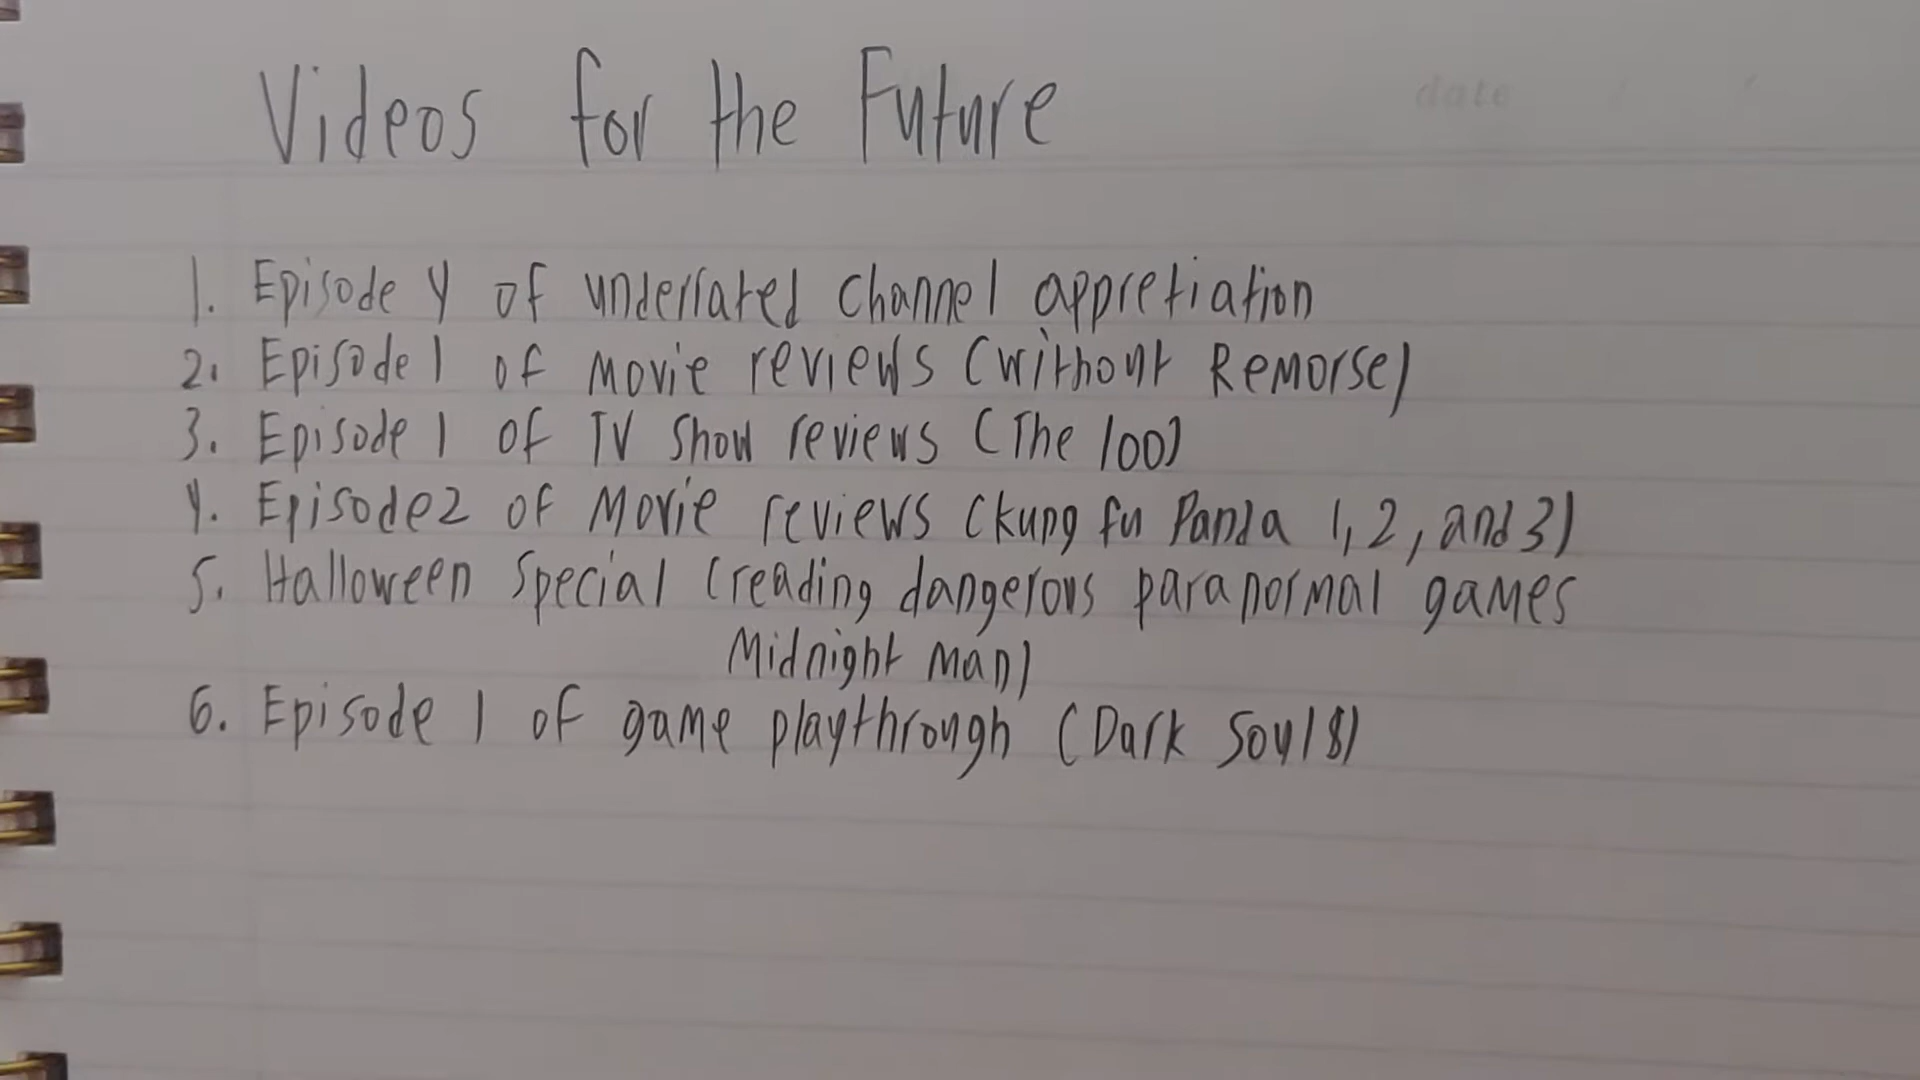 date
Videos for the Future
1. Episode 4 of underrated channel appretiation
2. Episode 1 of movie reviews (Without Remorse)
3. Episode 1 of TV Show reviews (The 100)
4. Episode 2 of Movie reviews (kung fu Panda 1, 2, and 3)
5. Halloween Special (reading dangerous paranormal games
Midnight Man)
6. Episode 1 of game playthrough (Dark Souls)